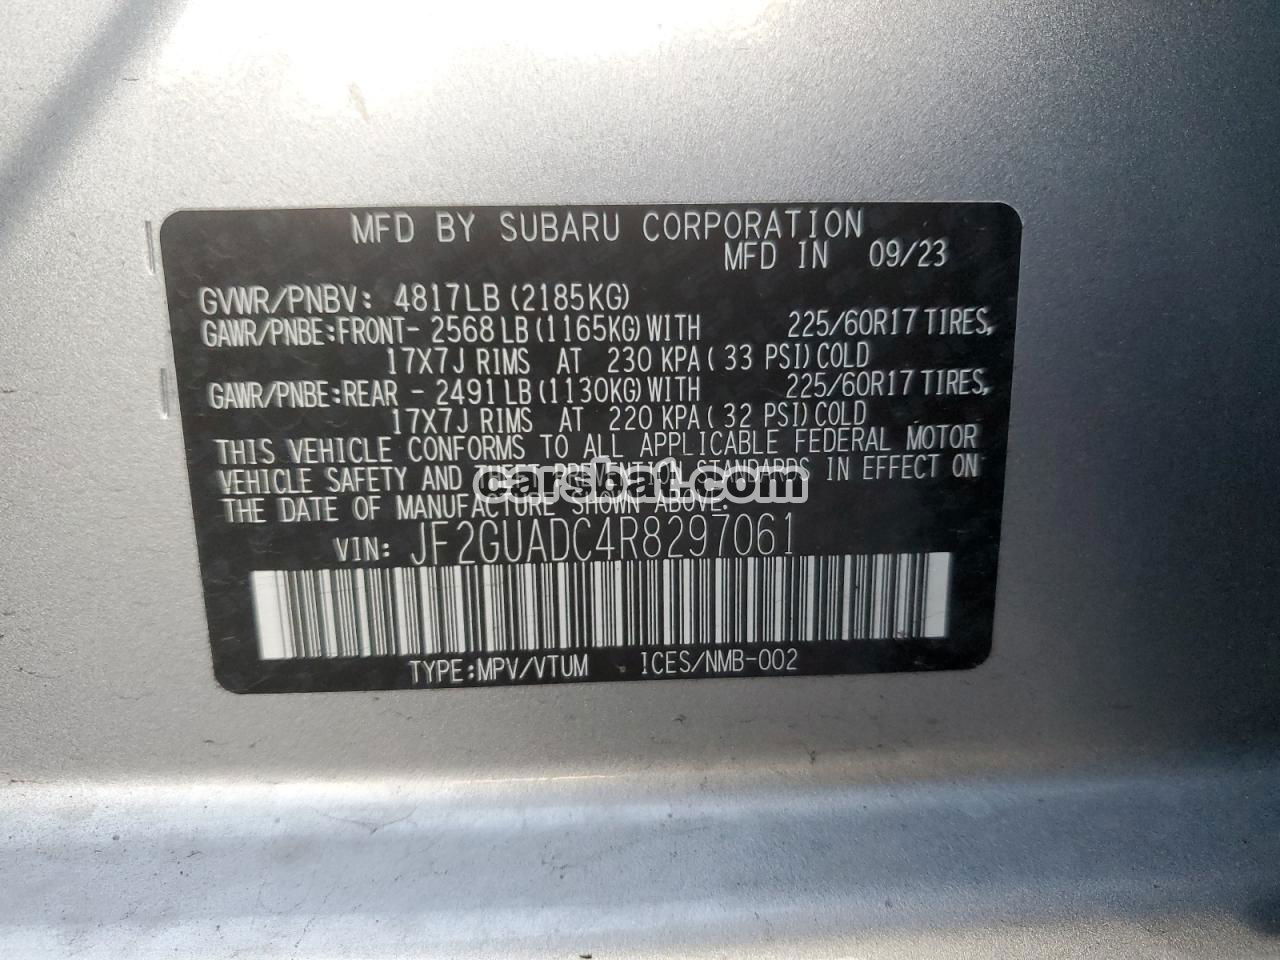 MFD BY SUBARU CORPORATION
MFD IN 09/23
GVWR/PNBV: 4817LB (2185KG)
GAWR/PNBE:FRONT- 2568 LB (1165KG) WITH 225/60R17 TIRES,
17X7J RIMS AT 230 KPA ( 33 PSI) COLD
GAWR/PNBE:REAR - 2491 LB (1130KG) WITH 225/60R17 TIRES,
17X7J RIMS AT 220 KPA ( 32 PSI) COLD
THIS VEHICLE CONFORMS TO ALL APPLICABLE FEDERAL MOTOR
VEHICLE SAFETY AND THEFT PREVENTION STANDARDS IN EFFECT ON
carsbat.com
THE DATE OF MANUFACTURE SHOWN ABOVE.
VIN: JF2GUADC4R8297061
TYPE:MPV/VTUM ICES/NMB-002